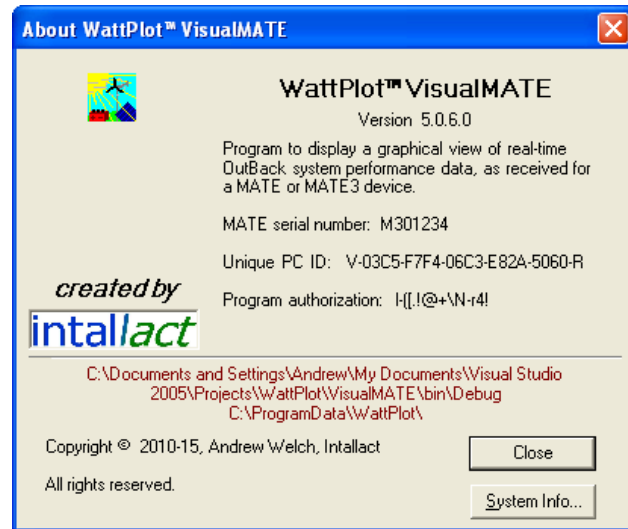 About WattPlot™ VisualMATE
WattPlot™ VisualMATE
Version 5.0.6.0
Program to display a graphical view of real-time
OutBack system performance data, as received for
a MATE or MATE3 device.
MATE serial number: M301234
Unique PC ID: V-03C5-F7F4-06C3-E82A-5060-R
Program authorization: I-{[.!@+\N-r4!
created by
intallact
C:\Documents and Settings\Andrew\My Documents\Visual Studio
2005\Projects\WattPlot\VisualMATE\bin\Debug
C:\ProgramData\WattPlot\
Copyright © 2010-15, Andrew Welch, Intallact
All rights reserved.
Close
System Info...